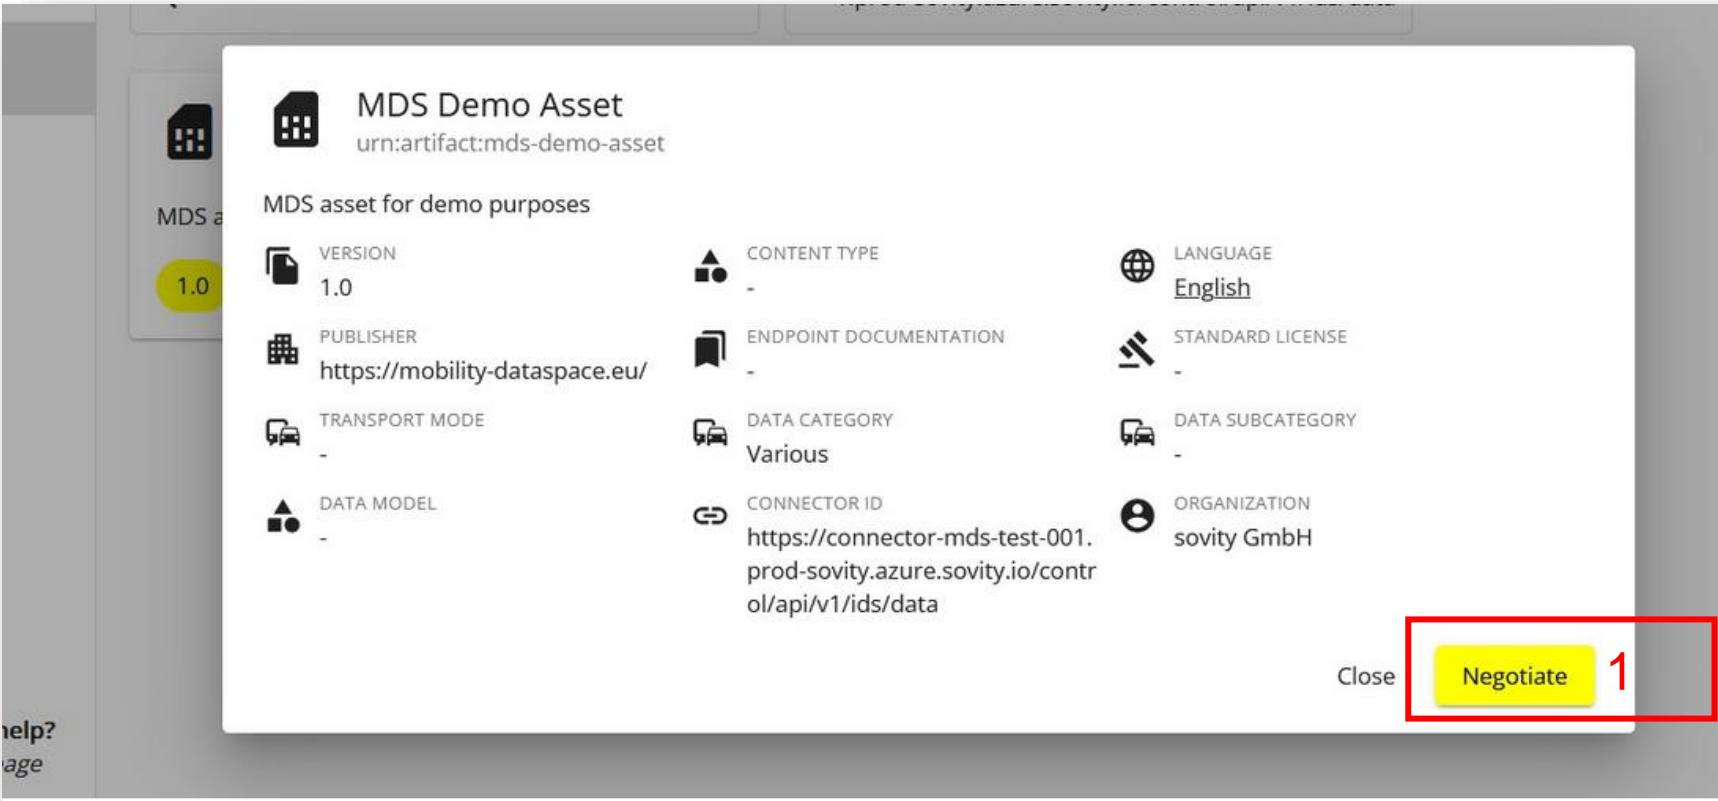 MDS Demo Asset
urn:artifact:mds-demo-asset
MDS a
1.0
MDS asset for demo purposes
VERSION
1.0
CONTENT TYPE
-
LANGUAGE
English
PUBLISHER
https://mobility-dataspace.eu/
ENDPOINT DOCUMENTATION
-
STANDARD LICENSE
-
TRANSPORT MODE
-
DATA CATEGORY
Various
DATA SUBCATEGORY
-
DATA MODEL
-
CONNECTOR ID
https://connector-mds-test-001.
prod-sovity.azure.sovity.io/contr
ol/api/v1/ids/data
ORGANIZATION
sovity GmbH
Close
Negotiate
1
help?
age